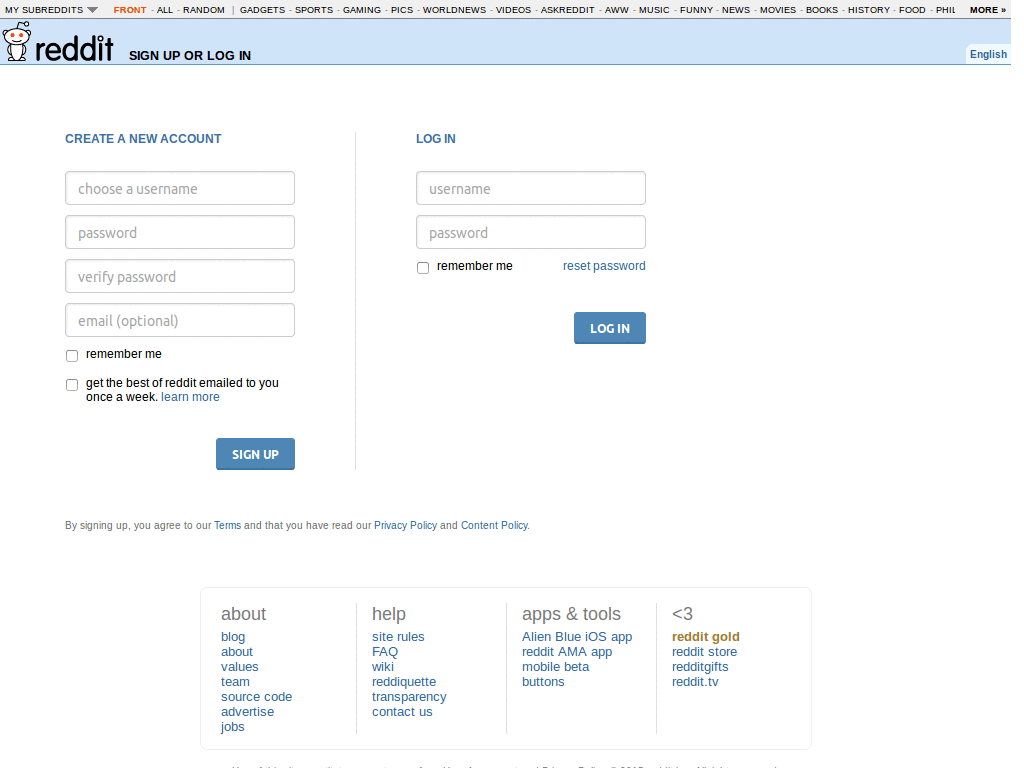 MY SUBREDDITS FRONT - ALL - RANDOM | GADGETS - SPORTS - GAMING - PICS - WORLDNEWS - VIDEOS - ASKREDDIT - AWW - MUSIC - FUNNY - NEWS - MOVIES - BOOKS - HISTORY - FOOD - PHIL MORE »
reddit SIGN UP OR LOG IN
English
CREATE A NEW ACCOUNT
choose a username
password
verify password
email (optional)
remember me
get the best of reddit emailed to you
once a week. learn more
SIGN UP
LOG IN
username
password
remember me reset password
LOG IN
By signing up, you agree to our Terms and that you have read our Privacy Policy and Content Policy.
about
blog
about
values
team
source code
advertise
jobs
help
site rules
FAQ
wiki
reddiquette
transparency
contact us
apps & tools
Alien Blue iOS app
reddit AMA app
mobile beta
buttons
<3
reddit gold
reddit store
redditgifts
reddit.tv